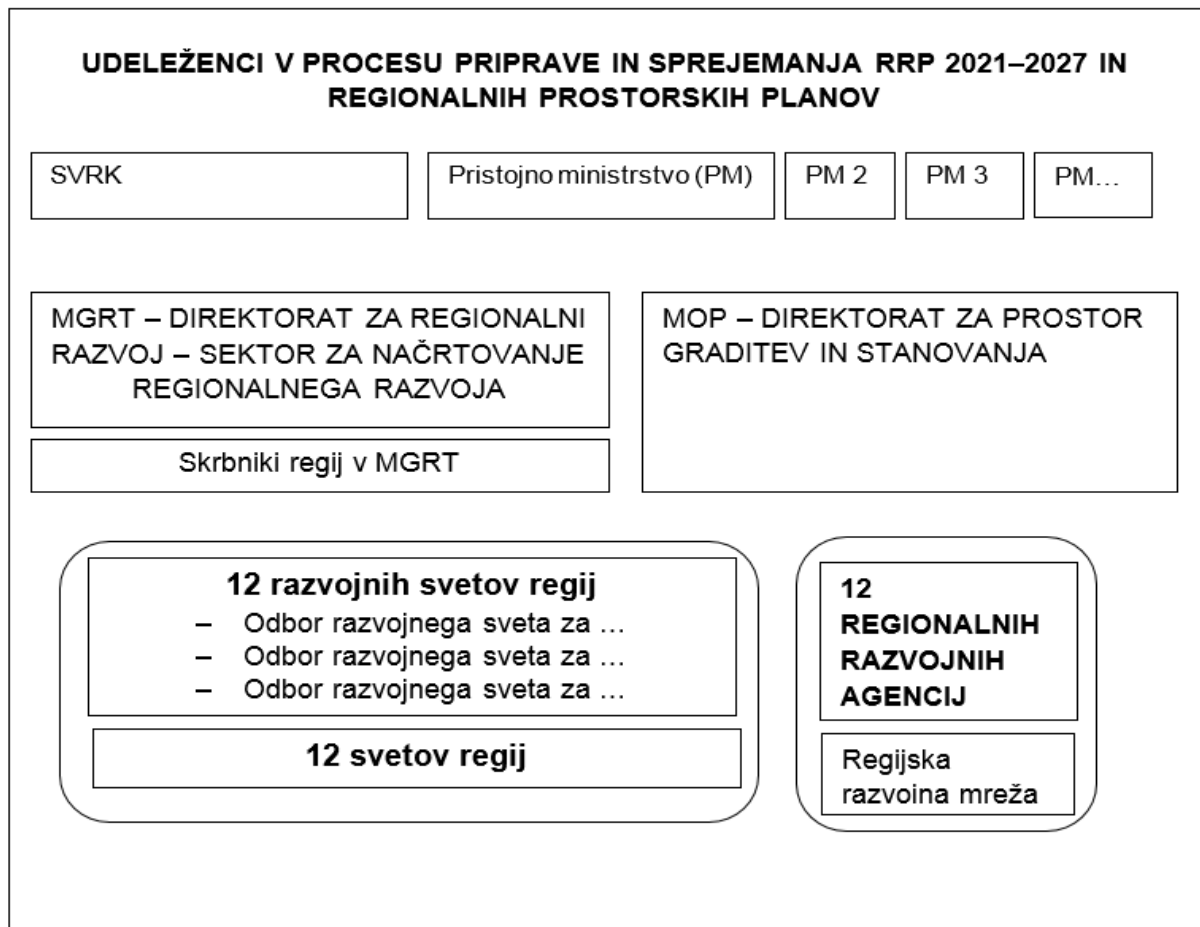 UDELEŽENCI V PROCESU PRIPRAVE IN SPREJEMANJA RRP 2021–2027 IN
REGIONALNIH PROSTORSKIH PLANOV
SVRK
Pristojno ministrstvo (PM)
PM 2
PM 3
PM…
MGRT – DIREKTORAT ZA REGIONALNI
RAZVOJ – SEKTOR ZA NAČRTOVANJE
REGIONALNEGA RAZVOJA
Skrbniki regij v MGRT
MOP – DIREKTORAT ZA PROSTOR
GRADITEV IN STANOVANJA
12 razvojnih svetov regij
– Odbor razvojnega sveta za …
– Odbor razvojnega sveta za …
– Odbor razvojnega sveta za …
12 svetov regij
12
REGIONALNIH
RAZVOJNIH
AGENCIJ
Regijska
razvoina mreža